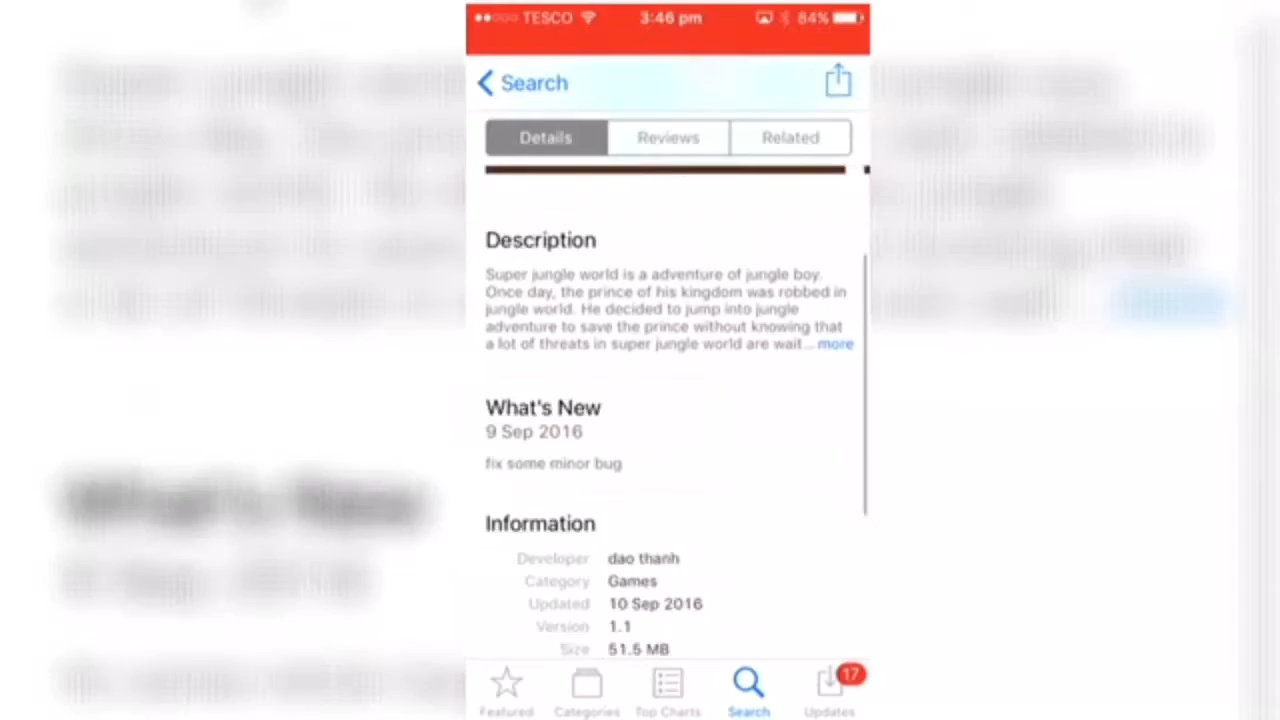 TESCO 3:46 pm 84%
Search
Details Reviews Related
Description
Super jungle world is a adventure of jungle boy.
Once day, the prince of his kingdom was robbed in
jungle world. He decided to jump into jungle
adventure to save the prince without knowing that
a lot of threats in super jungle world are wait... more
What's New
9 Sep 2016
fix some minor bug
Information
Developer dao thanh
Category Games
Updated 10 Sep 2016
Version 1.1
Size 51.5 MB
17
Featured Categories Top Charts Search Updates